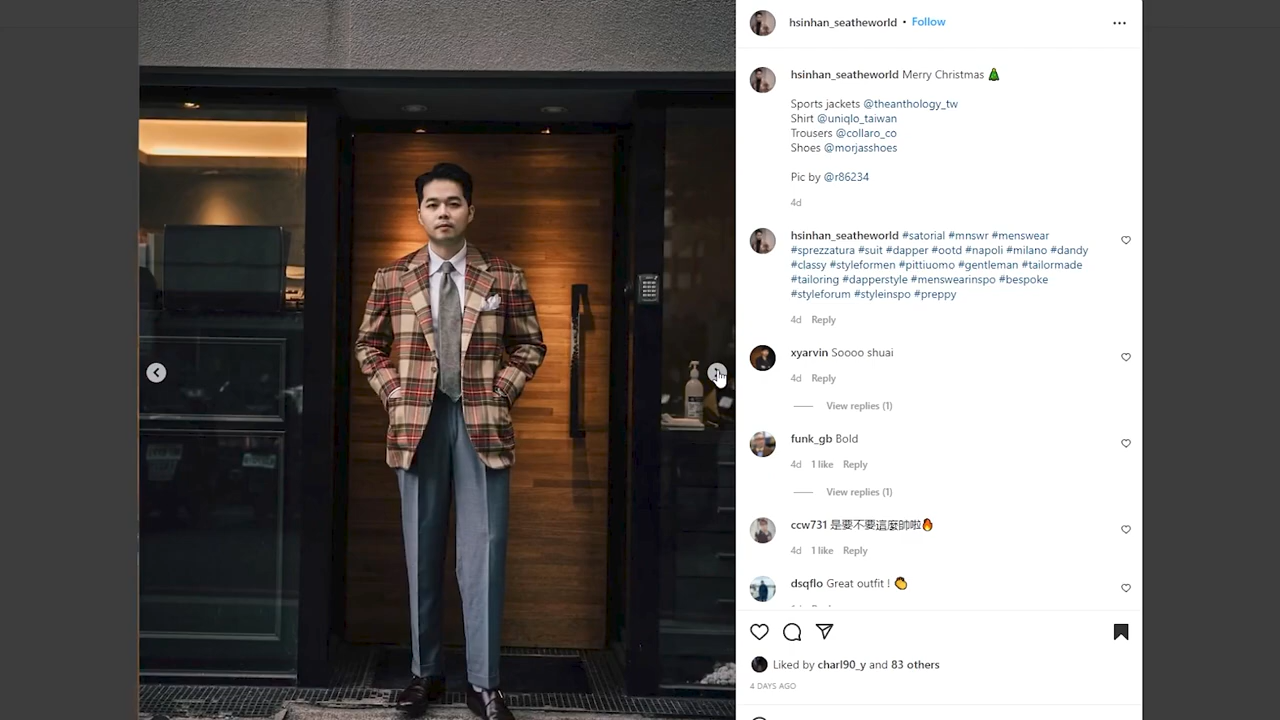 hsinhan_seatheworld • Follow
hsinhan_seatheworld Merry Christmas 🎄
Sports jackets @theanthology_tw
Shirt @uniqlo_taiwan
Trousers @collaro_co
Shoes @morjasshoes
Pic by @r86234
4d
hsinhan_seatheworld #satorial #mnswr #menswear
#sprezzatura #suit #dapper #ootd #napoli #milano #dandy
#classy #styleformen #pittiuomo #gentleman #tailormade
#tailoring #dapperstyle #menswearinspo #bespoke
#styleforum #styleinspo #preppy
4d Reply
xyarvin Soooo shuai
4d Reply
View replies (1)
funk_gb Bold
4d 1 like Reply
View replies (1)
ccw731 是要不要這麼帥啦🔥
4d 1 like Reply
dsqflo Great outfit ! 👏
Liked by charl90_y and 83 others
4 DAYS AGO